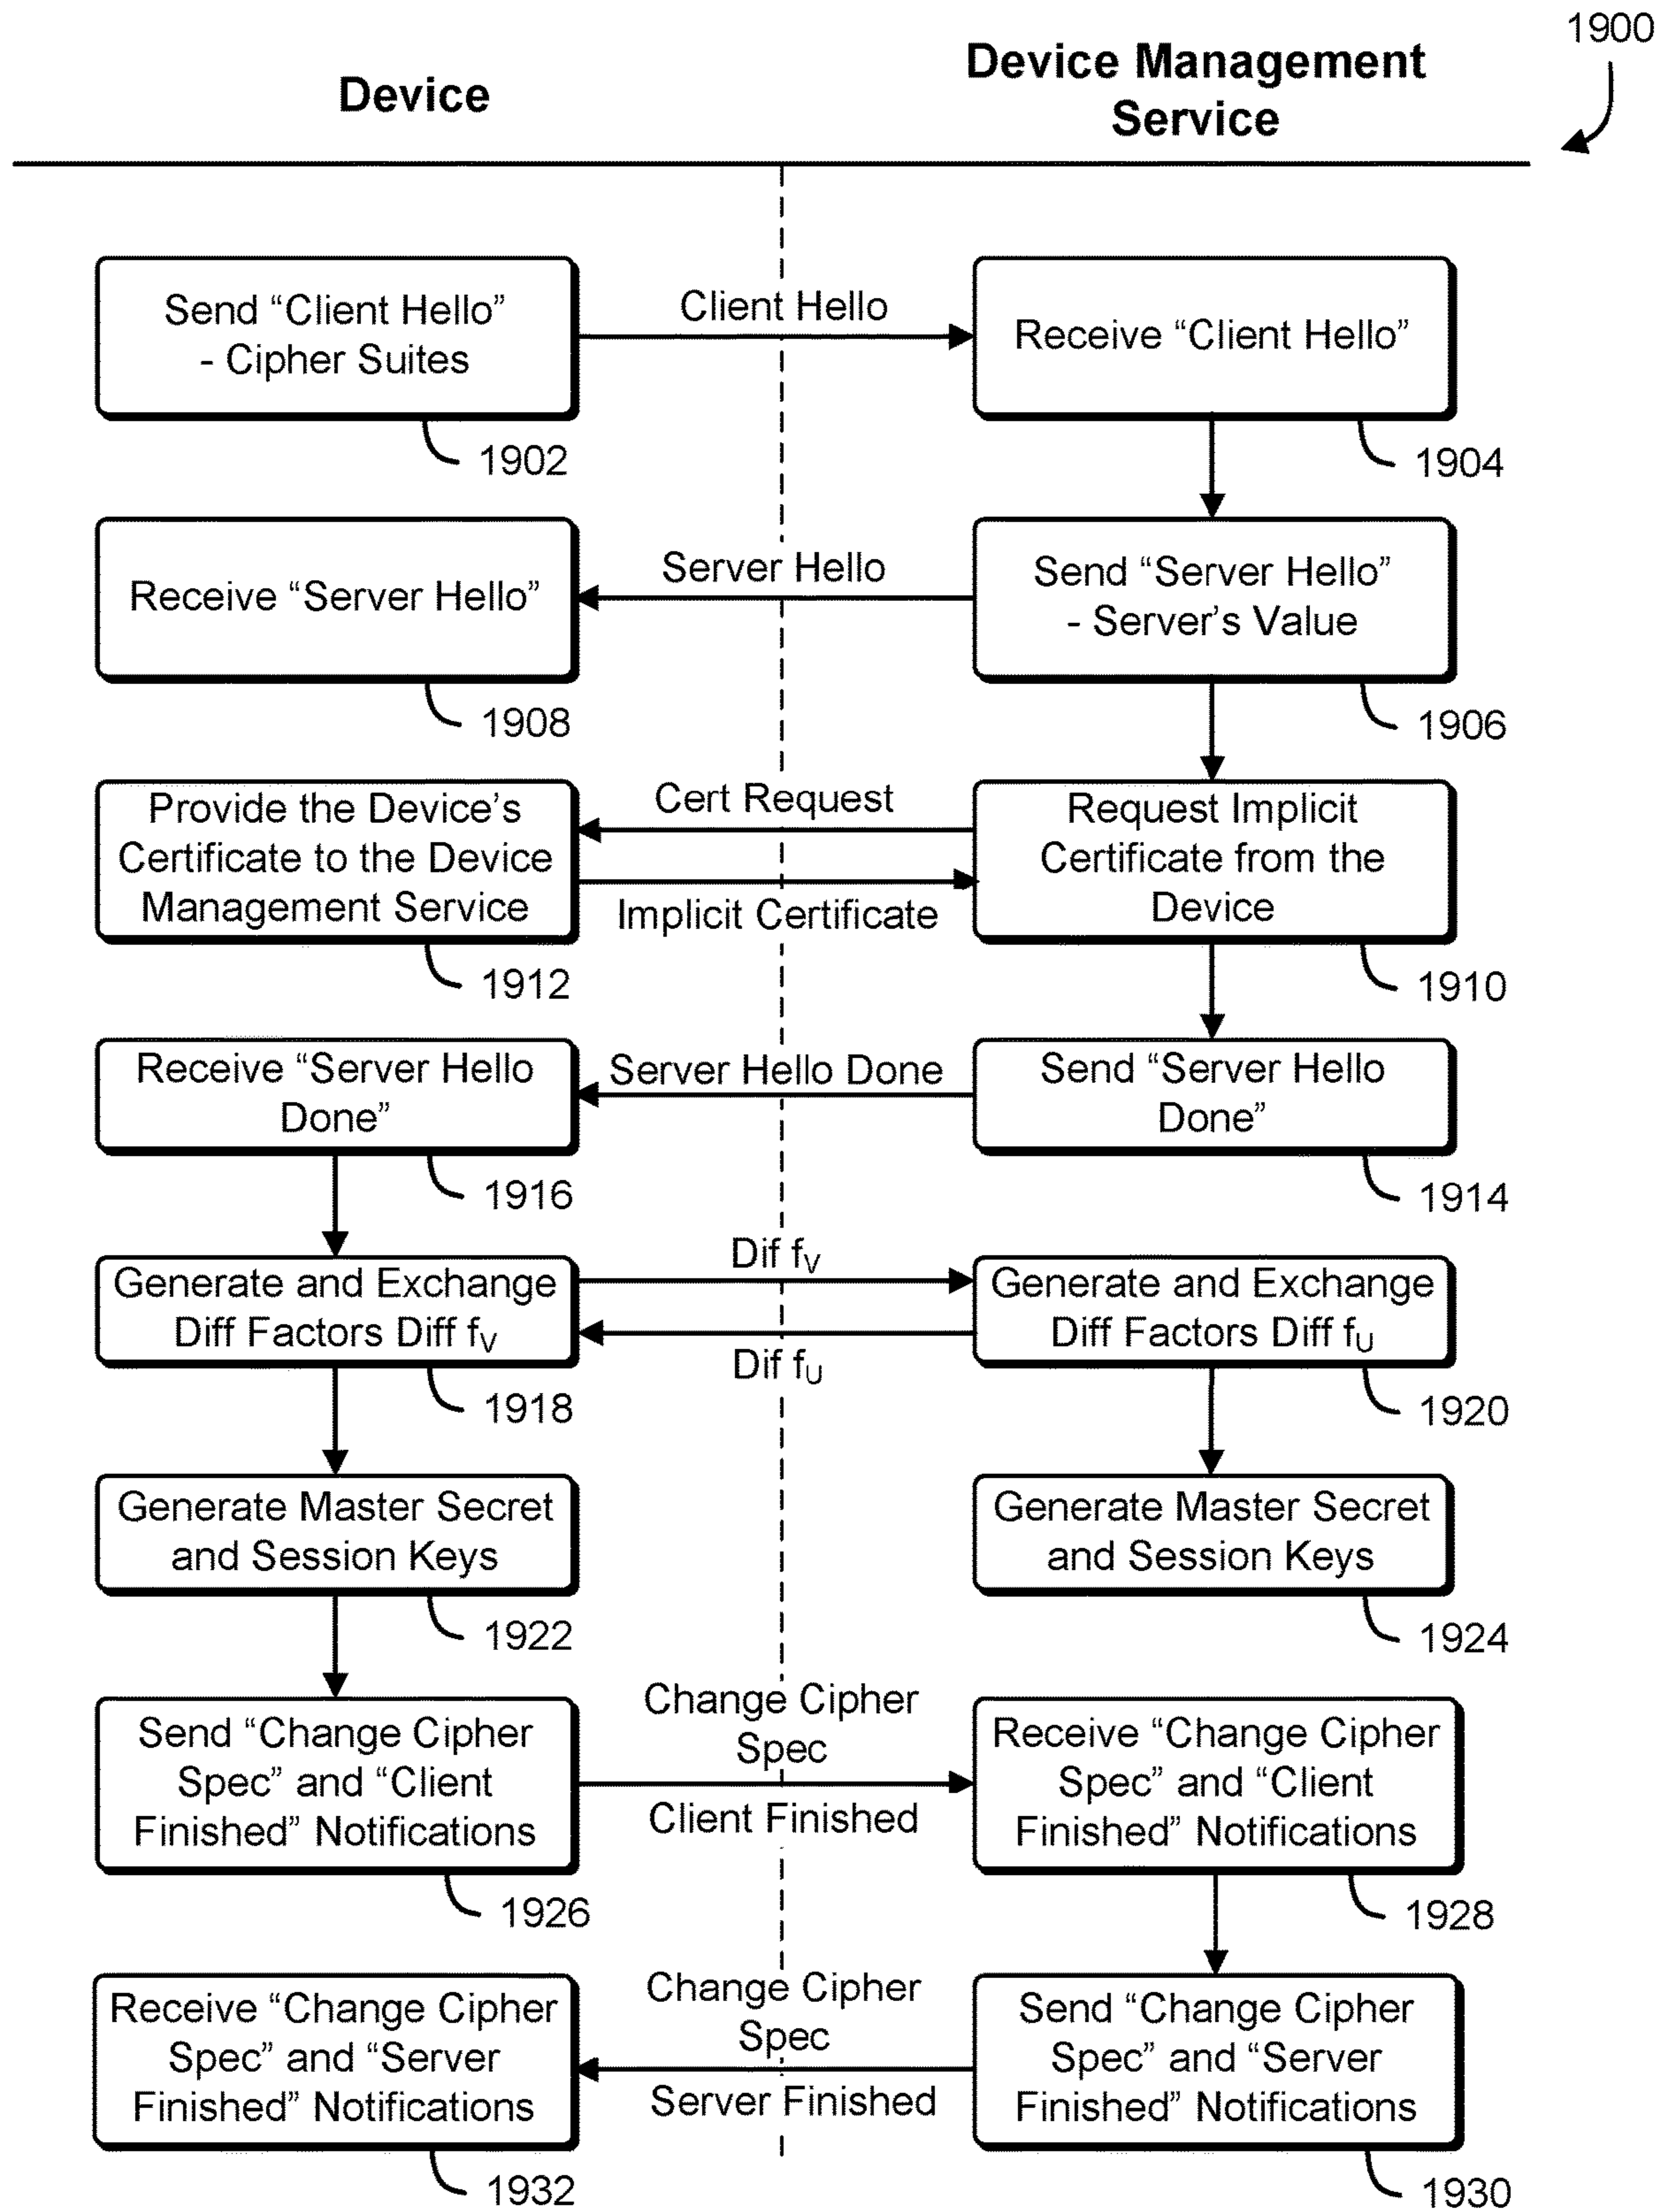 1900
Device
Device Management
Service
Send “Client Hello”
- Cipher Suites
Client Hello
Receive “Client Hello”
1902
1904
Receive “Server Hello”
Server Hello
Send “Server Hello”
- Server’s Value
1908
1906
Provide the Device’s
Certificate to the Device
Management Service
Cert Request
Implicit Certificate
Request Implicit
Certificate from the
Device
1912
1910
Receive “Server Hello
Done”
Server Hello Done
Send “Server Hello
Done”
1916
1914
Generate and Exchange
Diff Factors Diff fV
Dif fV
Dif fU
Generate and Exchange
Diff Factors Diff fU
1918
1920
Generate Master Secret
and Session Keys
Generate Master Secret
and Session Keys
1922
1924
Send “Change Cipher
Spec” and “Client
Finished” Notifications
Change Cipher
Spec
Client Finished
Receive “Change Cipher
Spec” and “Client
Finished” Notifications
1926
1928
Receive “Change Cipher
Spec” and “Server
Finished” Notifications
Change Cipher
Spec
Server Finished
Send “Change Cipher
Spec” and “Server
Finished” Notifications
1932
1930